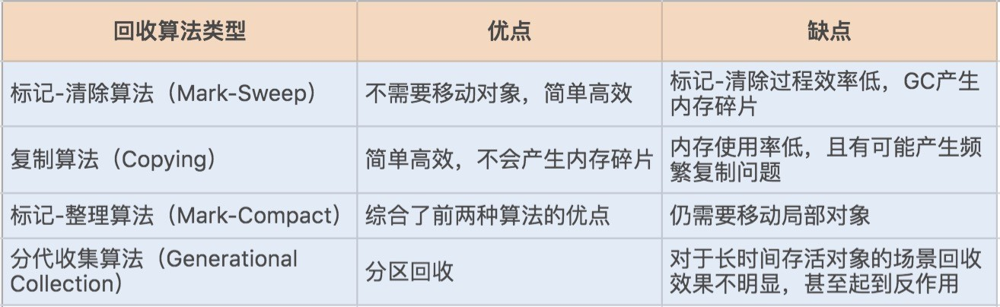 回收算法类型
优点
缺点
标记-清除算法（Mark-Sweep）
不需要移动对象，简单高效
标记-清除过程效率低，GC产生
内存碎片
复制算法（Copying）
简单高效，不会产生内存碎片
内存使用率低，且有可能产生频
繁复制问题
标记-整理算法（Mark-Compact）
综合了前两种算法的优点
仍需要移动局部对象
分代收集算法（Generational
Collection）
分区回收
对于长时间存活对象的场景回收
效果不明显，甚至起到反作用